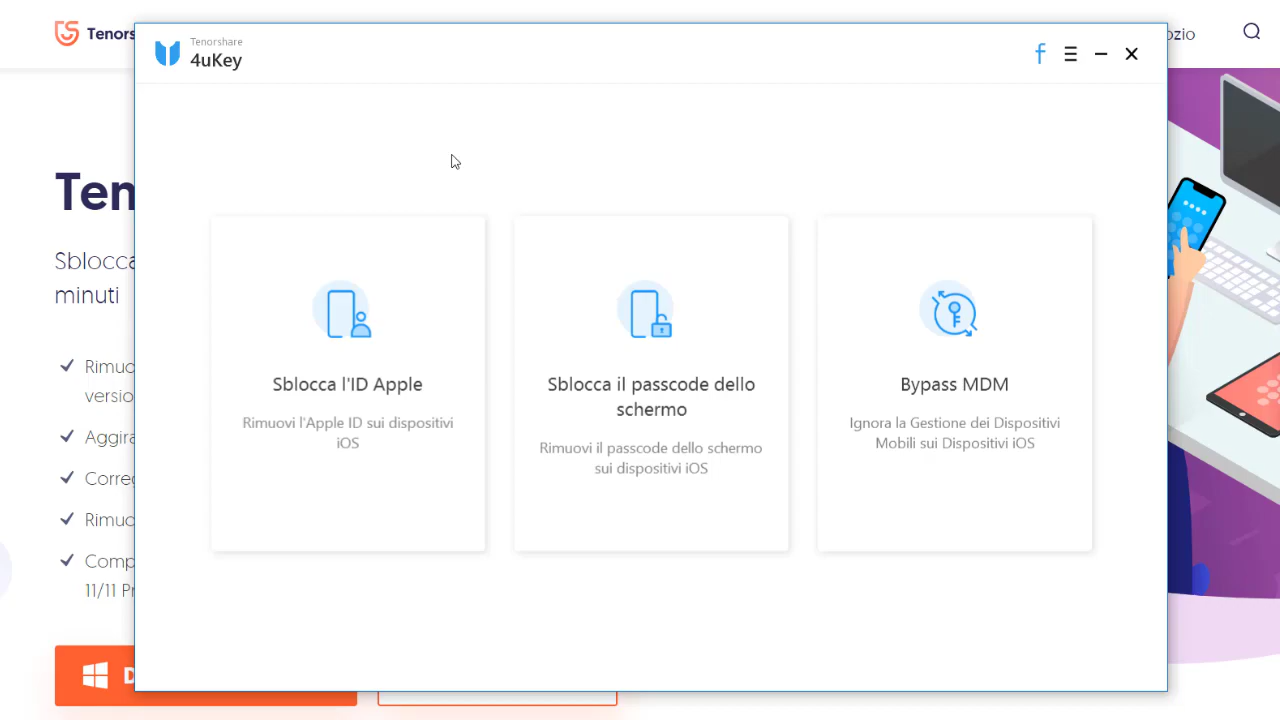 Tenorshare
4uKey
Sblocca l'ID Apple
Rimuovi l'Apple ID sui dispositivi
iOS
Sblocca il passcode dello
schermo
Rimuovi il passcode dello schermo
sui dispositivi iOS
Bypass MDM
Ignora la Gestione dei Dispositivi
Mobili sui Dispositivi iOS
Tenors
ozio
Ten
Sblocca
minuti
Rimuo
versio
Aggira
Corre
Rimuo
Comp
11/11 Pr
D